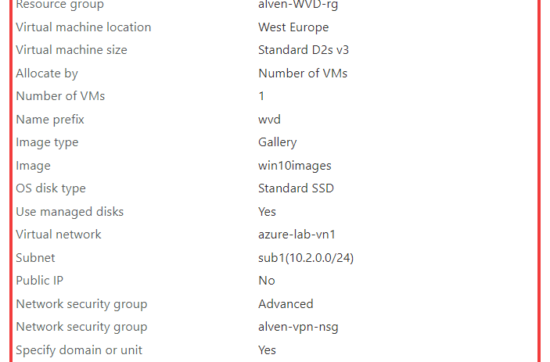 Resource group alven-WVD-rg
Virtual machine location West Europe
Virtual machine size Standard D2s v3
Allocate by Number of VMs
Number of VMs 1
Name prefix wvd
Image type Gallery
Image win10images
OS disk type Standard SSD
Use managed disks Yes
Virtual network azure-lab-vn1
Subnet sub1(10.2.0.0/24)
Public IP No
Network security group Advanced
Network security group alven-vpn-nsg
Specify domain or unit Yes